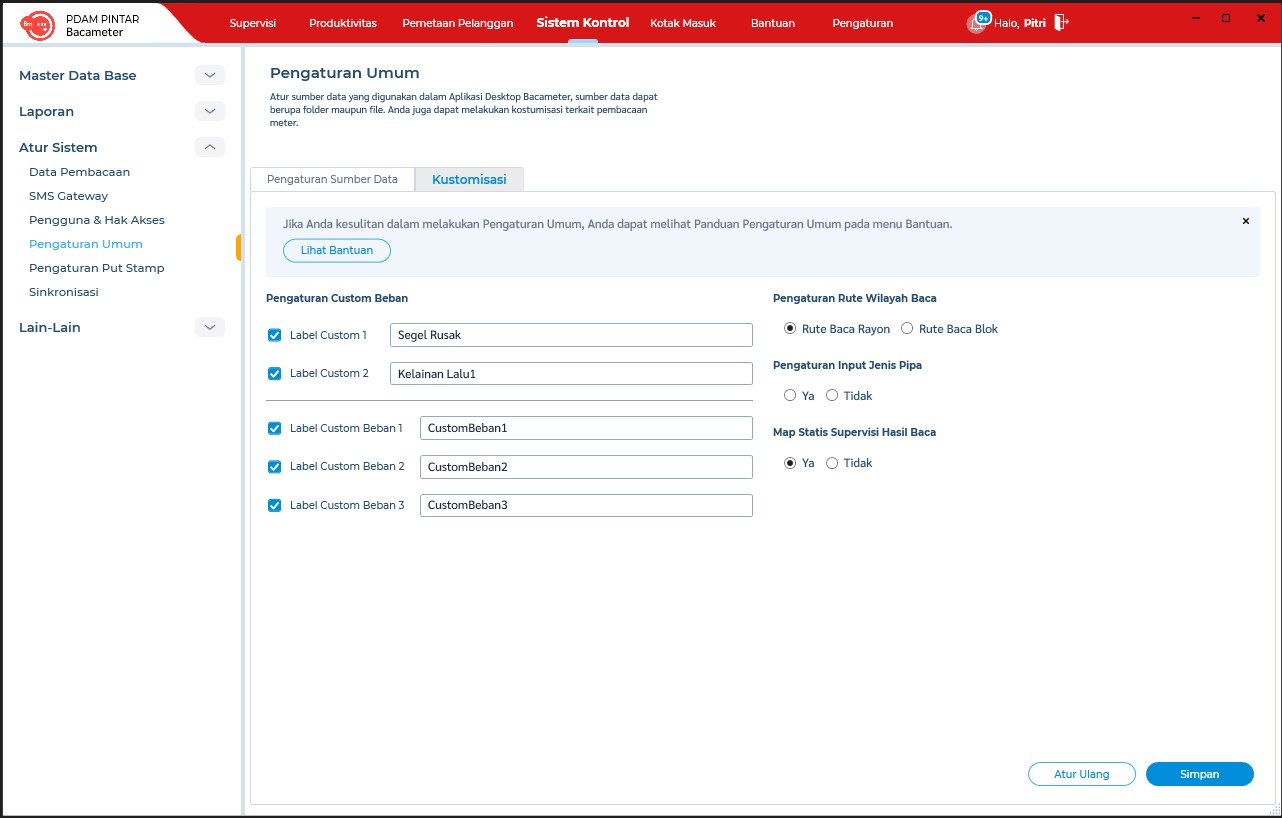 PDAM PINTAR
Bacameter
Supervisi Produktivitas Pemetaan Pelanggan Sistem Kontrol Kotak Masuk Bantuan Pengaturan
9+
Halo, Pitri
Master Data Base
Laporan
Atur Sistem
Data Pembacaan
SMS Gateway
Pengguna & Hak Akses
Pengaturan Umum
Pengaturan Put Stamp
Sinkronisasi
Lain-Lain
Pengaturan Umum
Atur sumber data yang digunakan dalam Aplikasi Desktop Bacameter, sumber data dapat
berupa folder maupun file. Anda juga dapat melakukan kostumisasi terkait pembacaan
meter.
Pengaturan Sumber Data Kustomisasi
Jika Anda kesulitan dalam melakukan Pengaturan Umum, Anda dapat melihat Panduan Pengaturan Umum pada menu Bantuan.
Lihat Bantuan
Pengaturan Custom Beban
Label Custom 1 Segel Rusak
Label Custom 2 Kelainan Lalu1
Label Custom Beban 1 CustomBeban1
Label Custom Beban 2 CustomBeban2
Label Custom Beban 3 CustomBeban3
Pengaturan Rute Wilayah Baca
Rute Baca Rayon Rute Baca Blok
Pengaturan Input Jenis Pipa
Ya Tidak
Map Statis Supervisi Hasil Baca
Ya Tidak
Atur Ulang Simpan